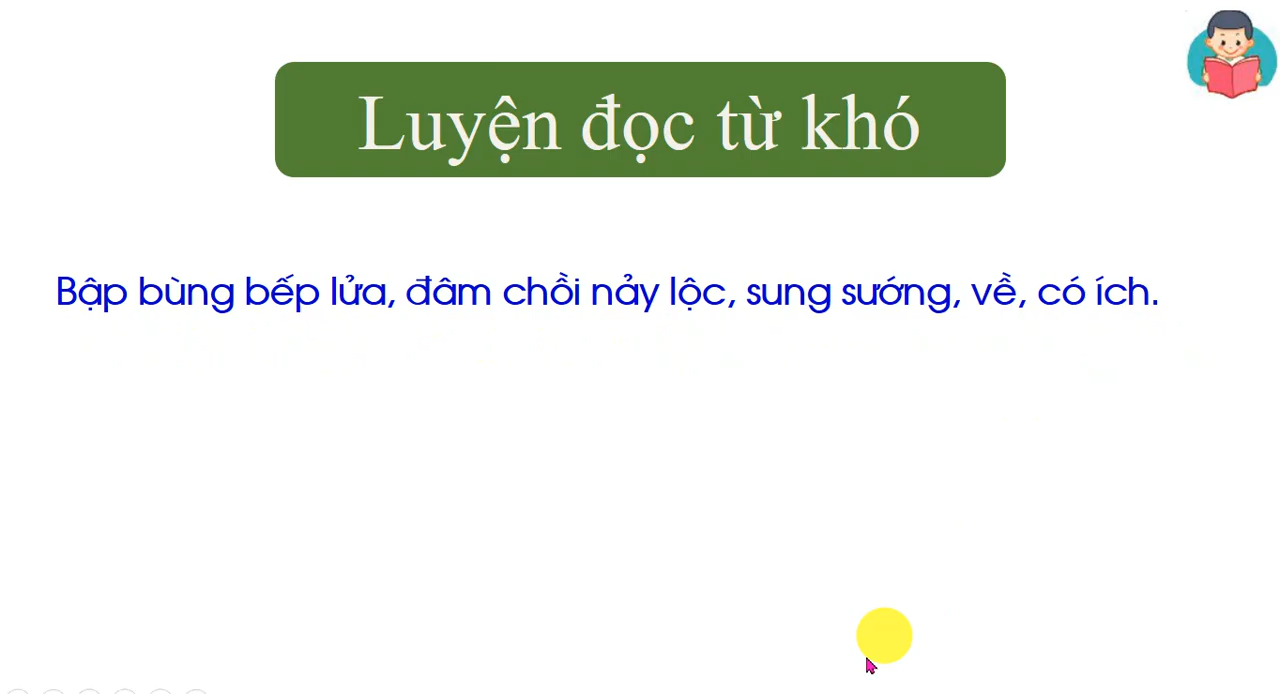 Luyện đọc từ khó
Bập bùng bếp lửa, đâm chồi nảy lộc, sung sướng, về, có ích.